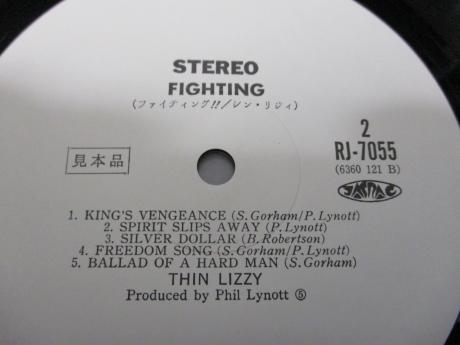 STEREO
FIGHTING
(ファイティング!!/シン・リジィ)
2
RJ-7055
(6360 121 B)
見本品
JASRAC
1. KING'S VENGEANCE (S. Gorham/P. Lynott)
2. SPIRIT SLIPS AWAY (P. Lynott)
3. SILVER DOLLAR (B. Robertson)
4. FREEDOM SONG (S. Gorham/P. Lynott)
5. BALLAD OF A HARD MAN (S. Gorham)
THIN LIZZY
Produced by Phil Lynott ⑤